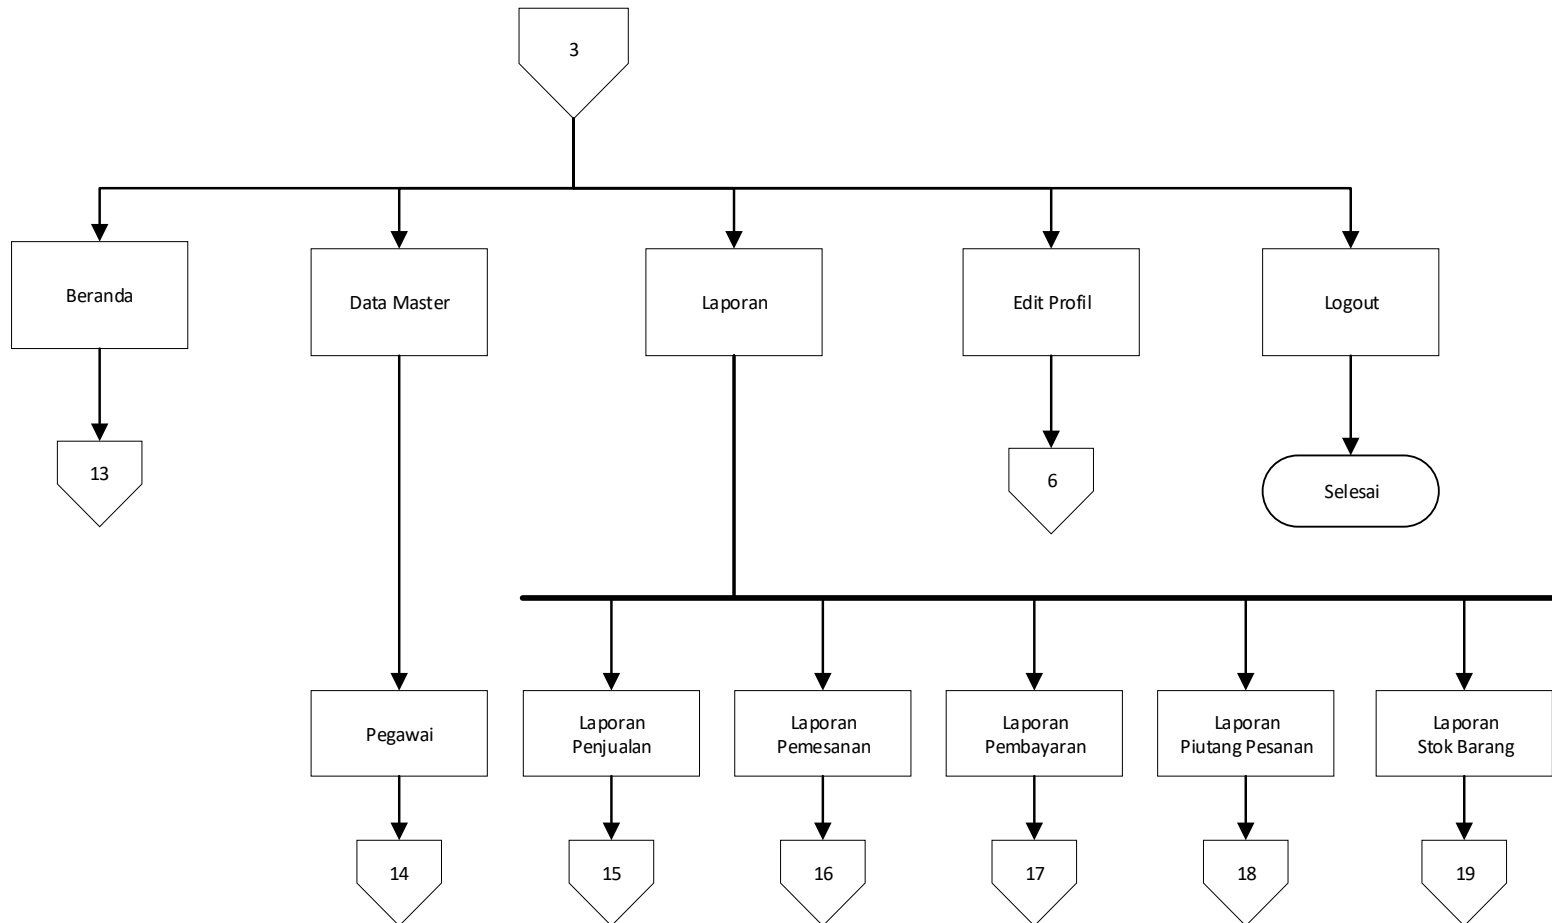 3
Beranda
Data Master
Laporan
Edit Profil
Logout
13
6
Selesai
Pegawai
Laporan
Penjualan
Laporan
Pemesanan
Laporan
Pembayaran
Laporan
Piutang Pesanan
Laporan
Stok Barang
14
15
16
17
18
19